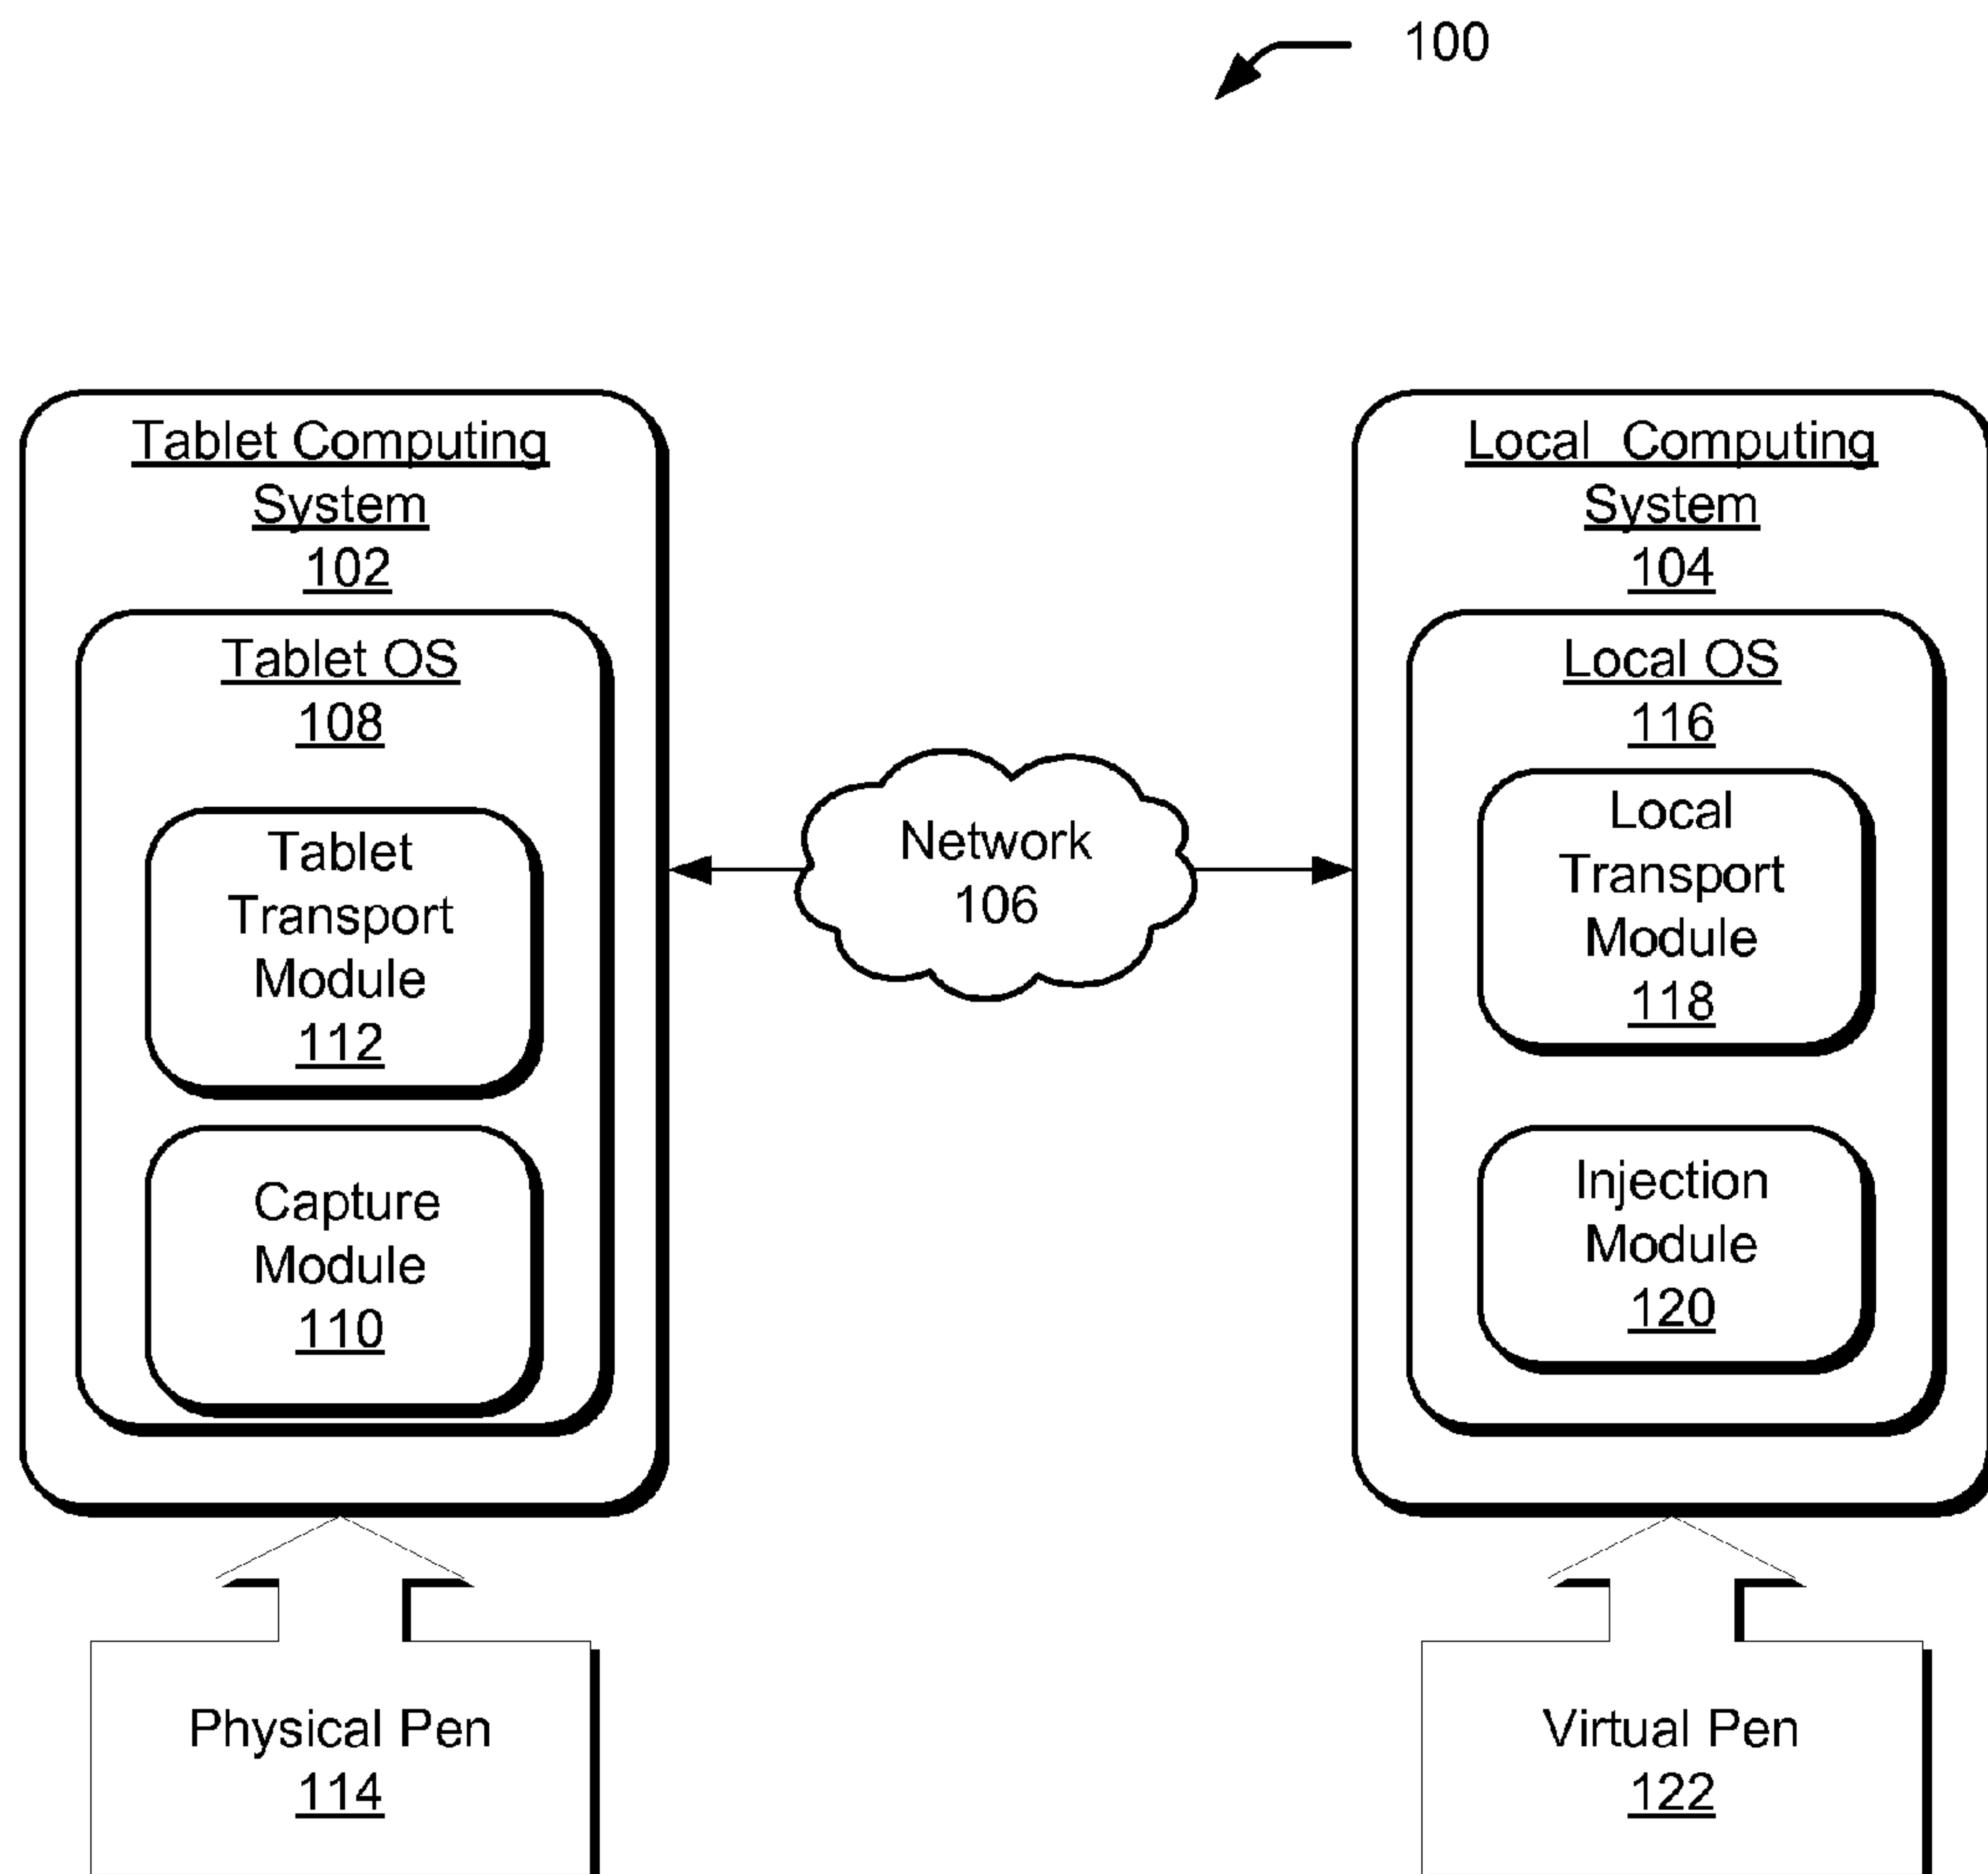 100
Tablet Computing
System
102
Tablet OS
108
Tablet
Transport
Module
112
Capture
Module
110
Physical Pen
114
Network
106
Local Computing
System
104
Local OS
116
Local
Transport
Module
118
Injection
Module
120
Virtual Pen
122